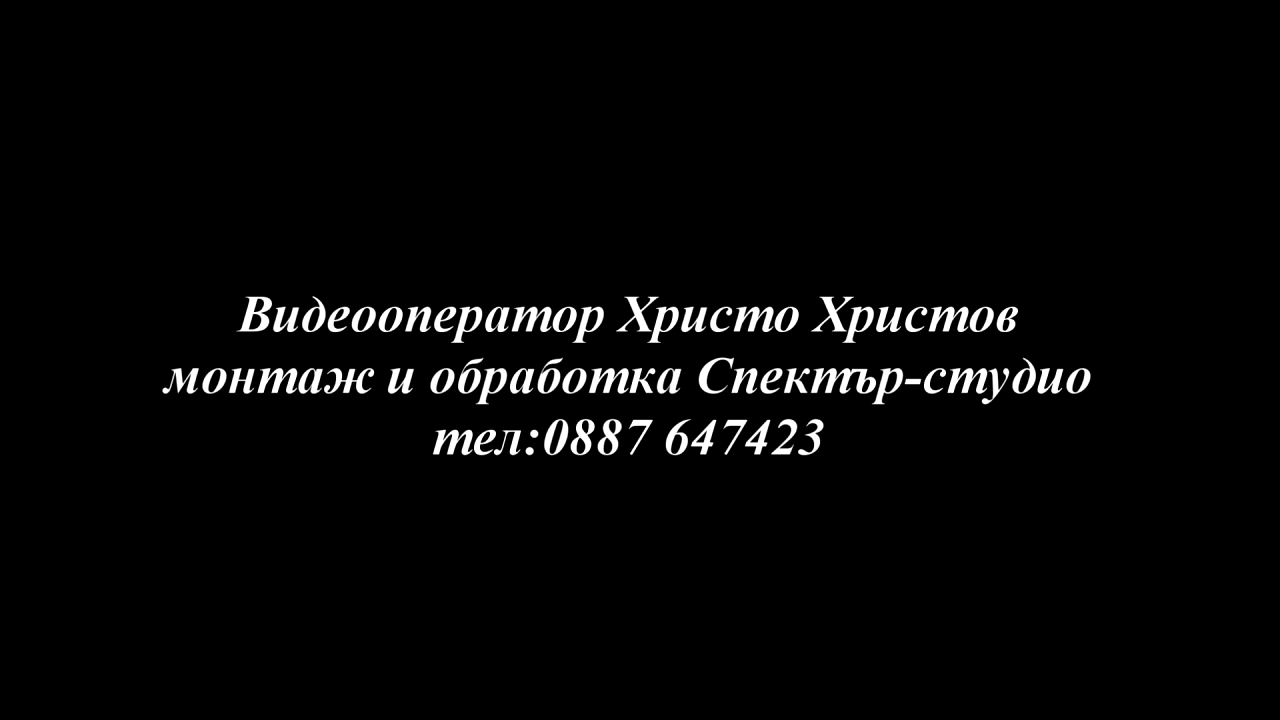 Видеооператор Христо Христов
монтаж и обработка Спектър-студио
тел:0887 647423